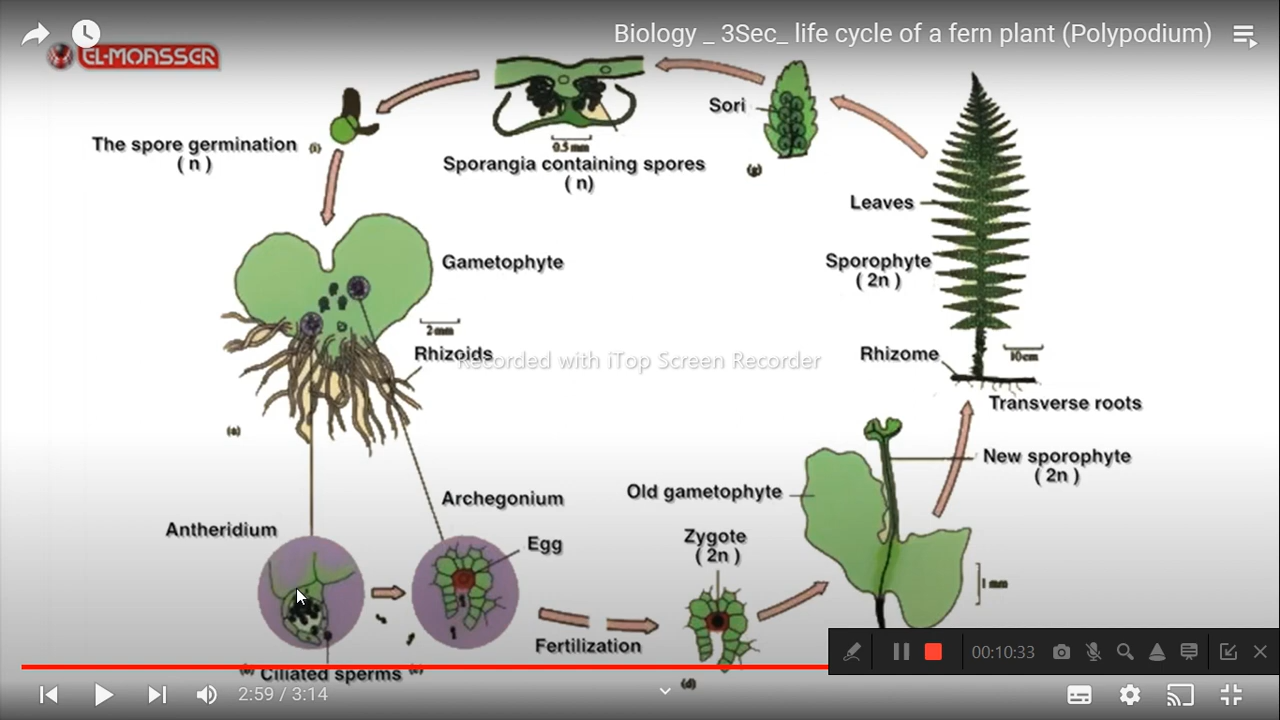 Biology _ 3Sec_ life cycle of a fern plant (Polypodium)
EL-MOASSER
Sori
0.5 mm
The spore germination
( n )
(i)
Sporangia containing spores
( n)
(g)
Leaves
Gametophyte
Sporophyte
( 2n )
2 mm
Rhizoids
Recorded with iTop Screen Recorder
Rhizome
10 cm
Transverse roots
(a)
New sporophyte
( 2n )
Old gametophyte
Archegonium
Antheridium
Zygote
( 2n )
Egg
1 mm
Fertilization
00:10:33
Ciliated sperms
(d)
2:59 / 3:14